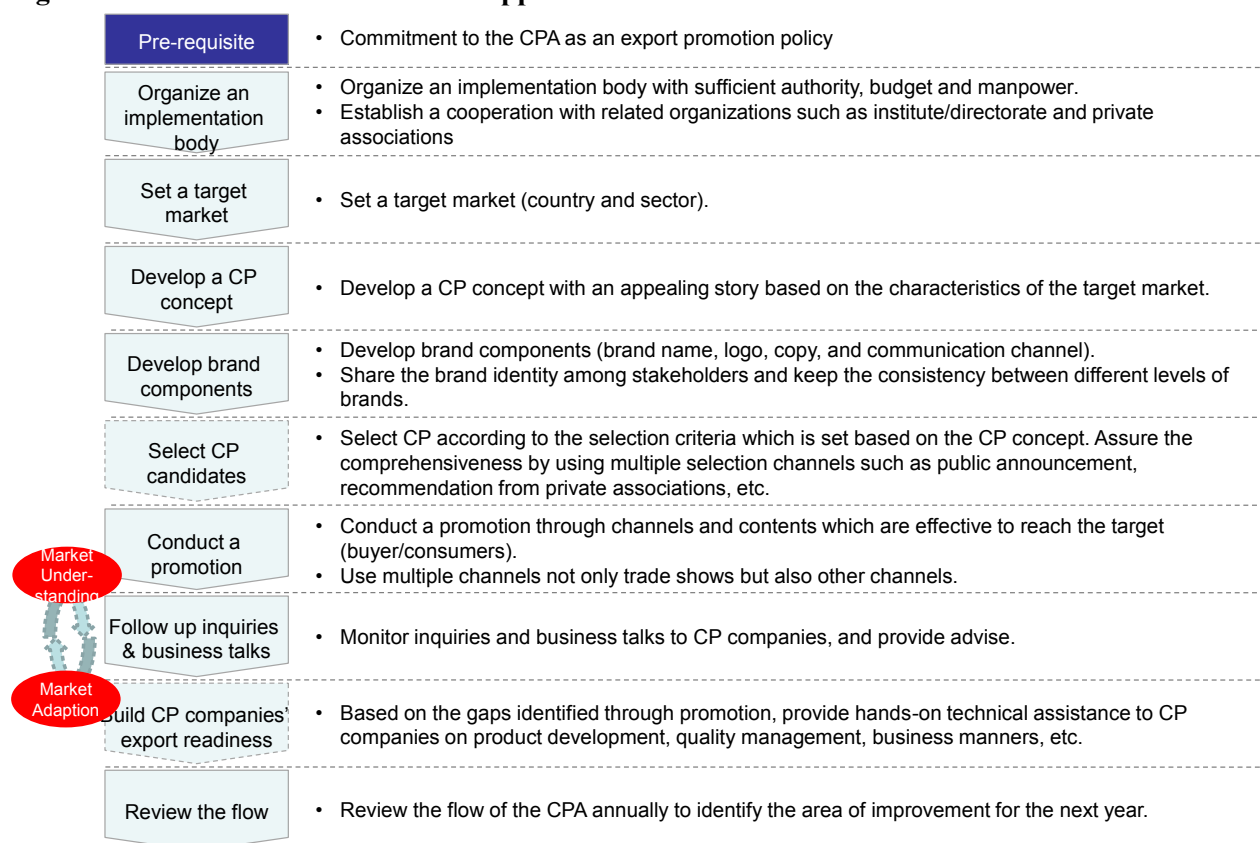 Pre-requisite
• Commitment to the CPA as an export promotion policy
Organize an
implementation
body
• Organize an implementation body with sufficient authority, budget and manpower.
• Establish a cooperation with related organizations such as institute/directorate and private
associations
Set a target
market
• Set a target market (country and sector).
Develop a CP
concept
• Develop a CP concept with an appealing story based on the characteristics of the target market.
Develop brand
components
• Develop brand components (brand name, logo, copy, and communication channel).
• Share the brand identity among stakeholders and keep the consistency between different levels of
brands.
Select CP
candidates
• Select CP according to the selection criteria which is set based on the CP concept. Assure the
comprehensiveness by using multiple selection channels such as public announcement,
recommendation from private associations, etc.
Conduct a
promotion
• Conduct a promotion through channels and contents which are effective to reach the target
(buyer/consumers).
• Use multiple channels not only trade shows but also other channels.
Market
Under-
standing
Follow up inquiries
& business talks
• Monitor inquiries and business talks to CP companies, and provide advise.
Market
Adaption
Build CP companies'
export readiness
• Based on the gaps identified through promotion, provide hands-on technical assistance to CP
companies on product development, quality management, business manners, etc.
Review the flow
• Review the flow of the CPA annually to identify the area of improvement for the next year.